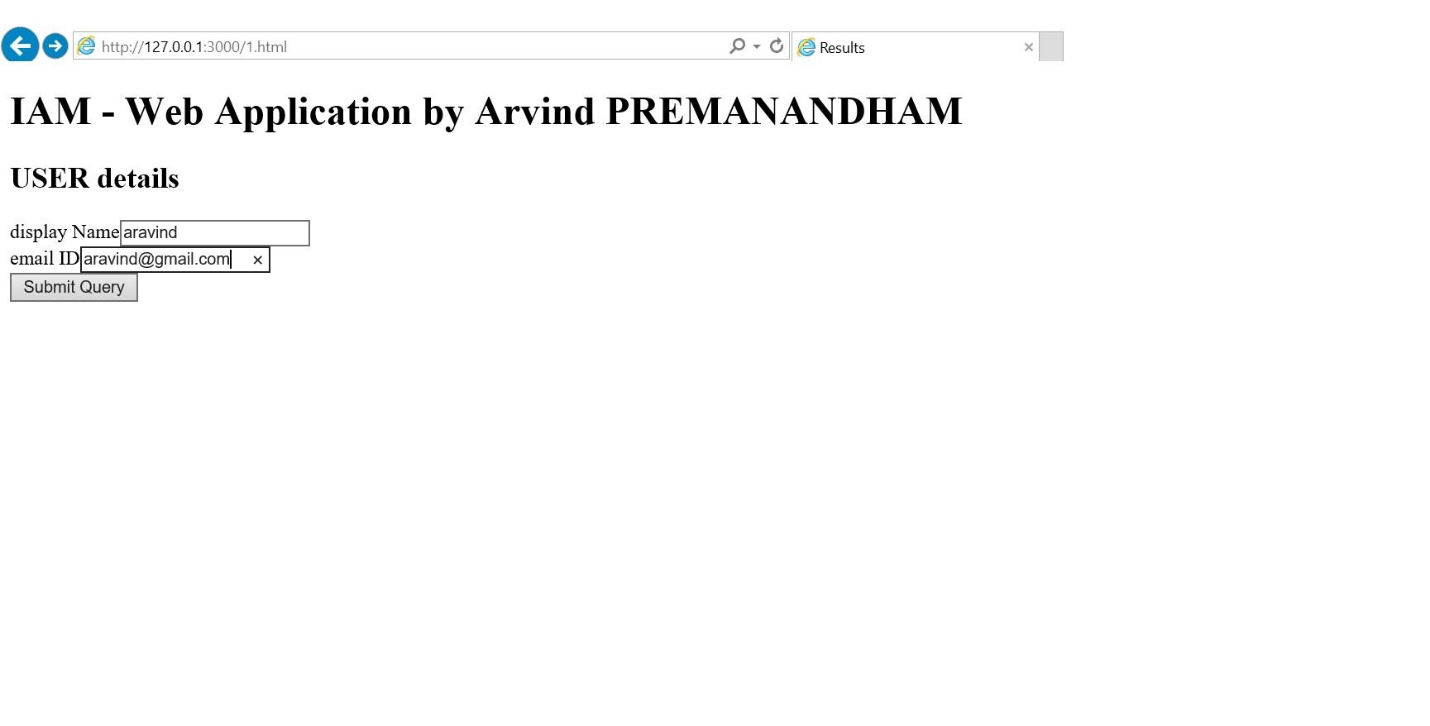 http://127.0.0.1:3000/1.html Results
IAM - Web Application by Arvind PREMANANDHAM
USER details
display Name aravind
email ID aravind@gmail.com
Submit Query